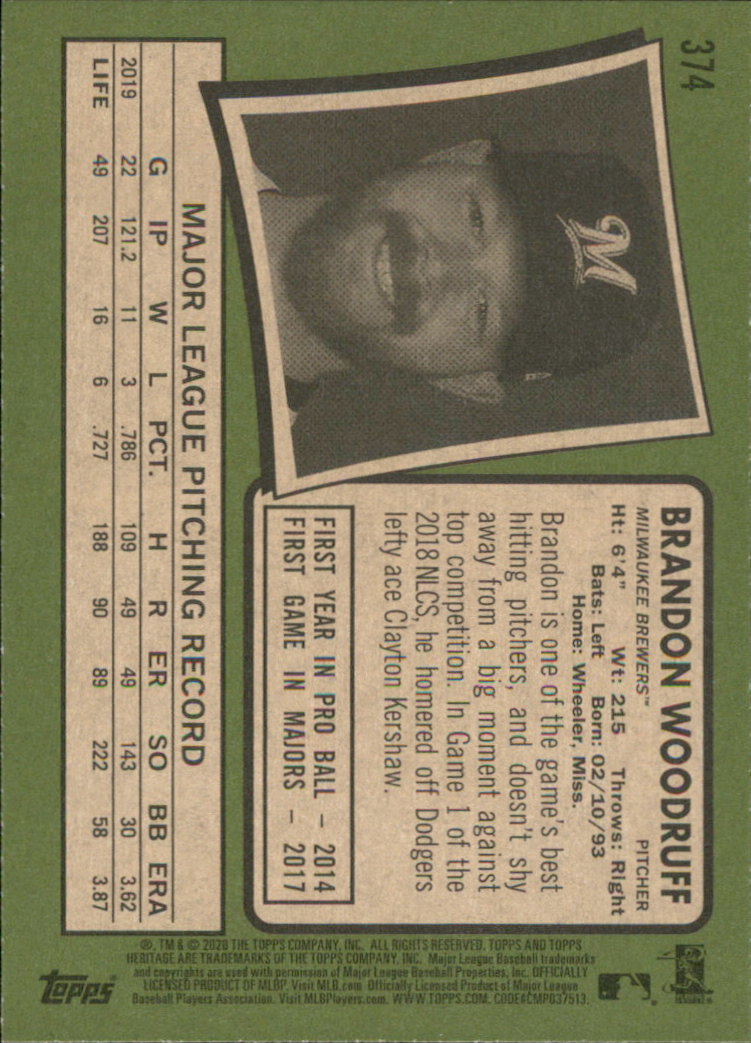 374
M
BRANDON WOODRUFF
MILWAUKEE BREWERS™ PITCHER
Ht: 6'4" Wt: 215 Throws: Right
Bats: Left Born: 02/10/93
Home: Wheeler, Miss.
Brandon is one of the game's best
hitting pitchers, and doesn't shy
away from a big moment against
top competition. In Game 1 of the
2018 NLCS, he homered off Dodgers
lefty ace Clayton Kershaw.
FIRST YEAR IN PRO BALL – 2014
FIRST GAME IN MAJORS – 2017
MAJOR LEAGUE PITCHING RECORD
G IP W L PCT. H R ER SO BB ERA
2019 22 121.2 11 3 .786 109 49 49 143 30 3.62
LIFE 49 207 16 6 .727 188 90 89 222 58 3.87
®, TM & © 2020 THE TOPPS COMPANY, INC. ALL RIGHTS RESERVED. TOPPS AND TOPPS
HERITAGE ARE TRADEMARKS OF THE TOPPS COMPANY, INC. Major League Baseball trademarks
and copyrights are used with permission of Major League Baseball Properties, Inc. OFFICIALLY
LICENSED PRODUCT OF MLBP. Visit MLB.com. Officially Licensed Product of Major League
Baseball Players Association. Visit MLBPlayers.com. WWW.TOPPS.COM. CODE#CMP037513.
topps®